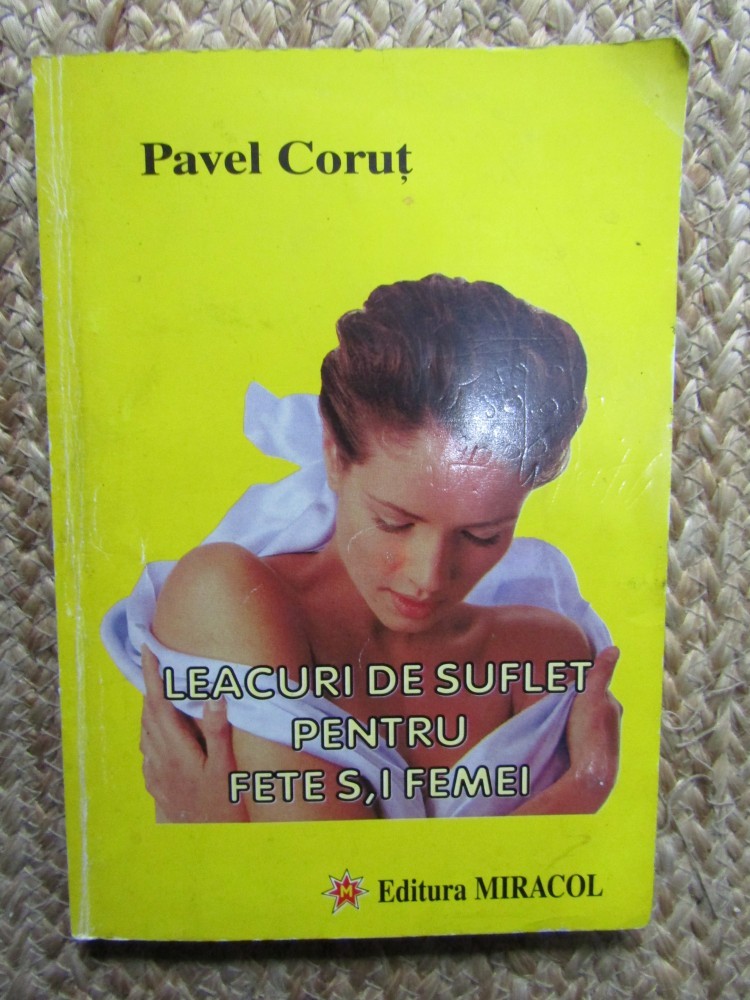 Pavel Coruț
LEACURI DE SUFLET
PENTRU
FETE S,I FEMEI
M Editura MIRACOL